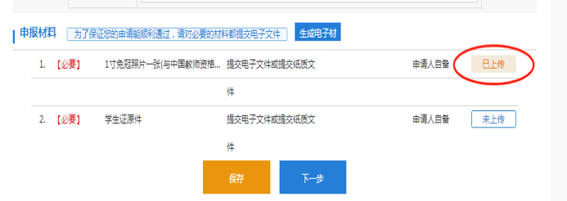 申报材料 为了保证您的申请能顺利通过，请对必要的材料都提交电子文件 生成电子材
1. 【必要】 1寸免冠照片一张(与中国教师资格... 提交电子文件或提交纸质文件 申请人自备 已上传
2. 【必要】 学生证原件 提交电子文件或提交纸质文件 申请人自备 未上传
保存 下一步